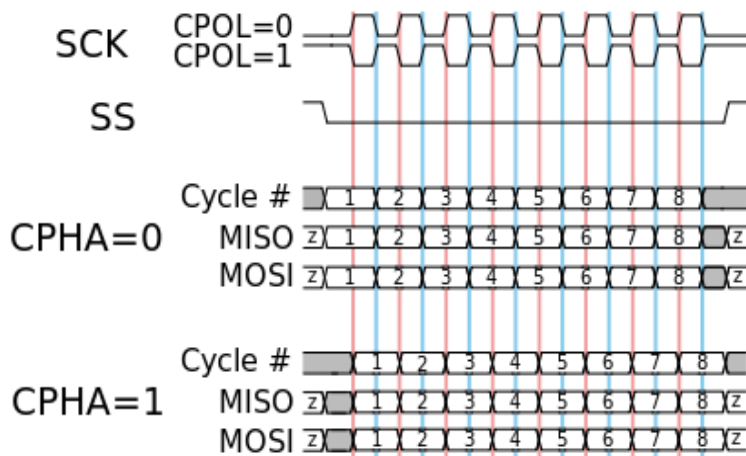 SCK CPOL=0
CPOL=1
SS
Cycle # 1 2 3 4 5 6 7 8
CPHA=0 MISO z 1 2 3 4 5 6 7 8 z
MOSI z 1 2 3 4 5 6 7 8 z
Cycle # 1 2 3 4 5 6 7 8
CPHA=1 MISO z 1 2 3 4 5 6 7 8 z
MOSI z 1 2 3 4 5 6 7 8 z